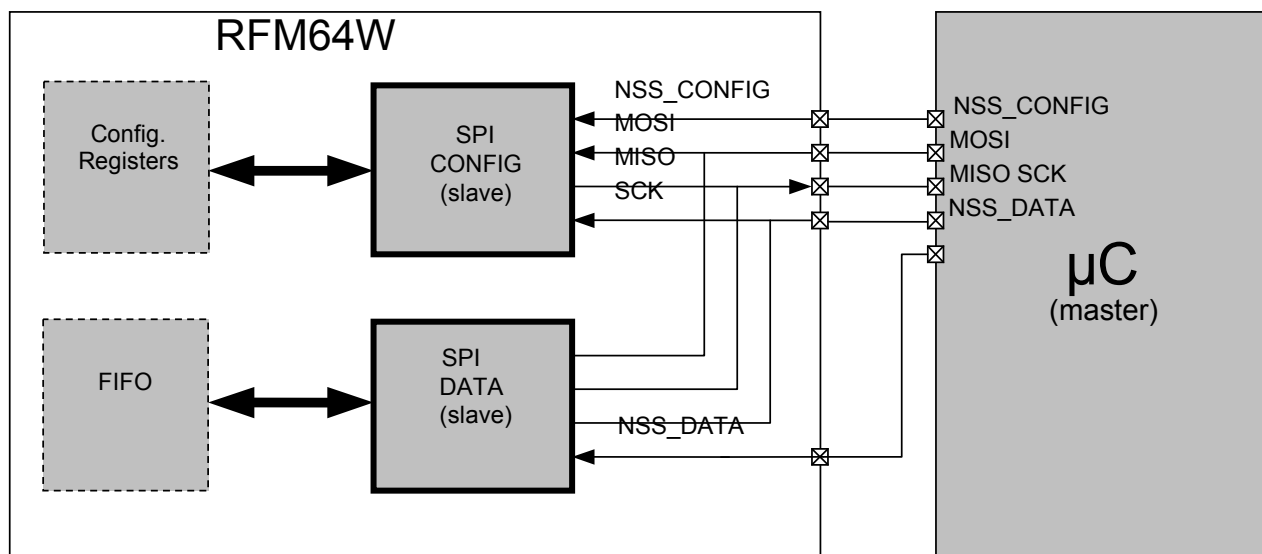 RFM64W
Config.
Registers
SPI
CONFIG
(slave)
NSS_CONFIG
MOSI
MISO
SCK
NSS_CONFIG
MOSI
MISO SCK
NSS_DATA
µC
(master)
FIFO
SPI
DATA
(slave)
NSS_DATA